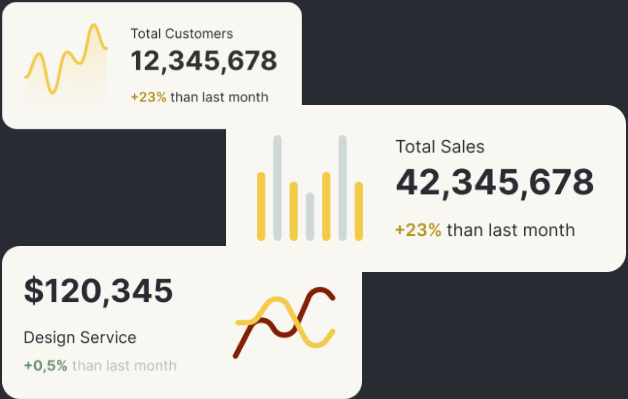 Total Customers
12,345,678
+23% than last month
Total Sales
42,345,678
+23% than last month
$120,345
Design Service
+0,5% than last month